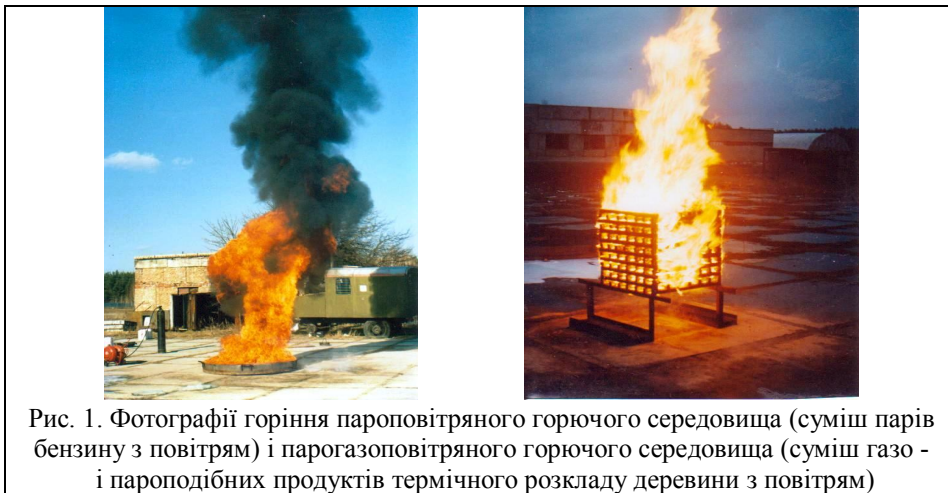 Рис. 1. Фотографії горіння пароповітряного горючого середовища (суміш парів
бензину з повітрям) і парогазоповітряного горючого середовища (суміш газо -
і пароподібних продуктів термічного розкладу деревини з повітрям)